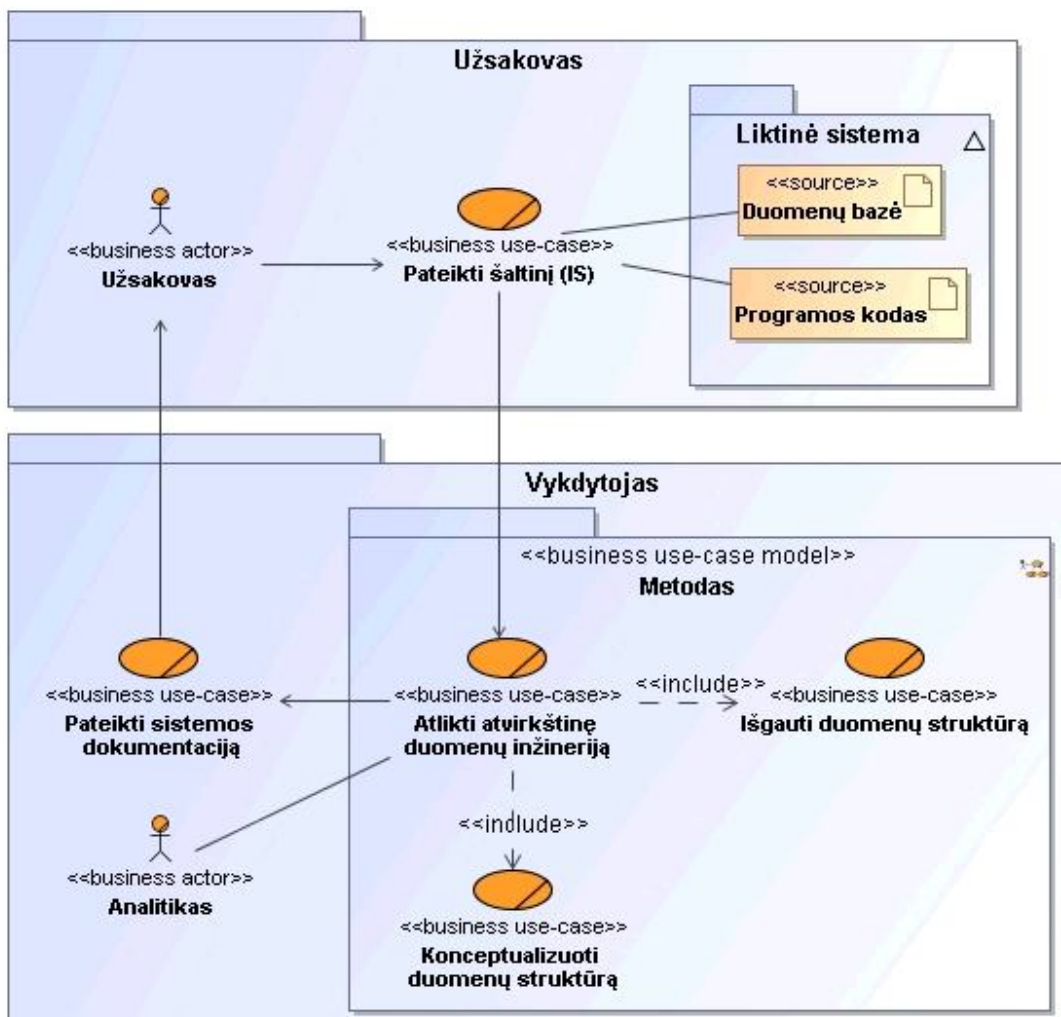 Užsakovas
Liktinė sistema
<<source>>
Duomenų bazė
<<business actor>>
Užsakovas
<<business use-case>>
Pateikti šaltinį (IS)
<<source>>
Programos kodas
Vykdytojas
<<business use-case model>>
Metodas
<<business use-case>>
Pateikti sistemos
dokumentaciją
<<business use-case>>
Atlikti atvirkštinę
duomenų inžineriją
<<include>>
<<business use-case>>
Išgauti duomenų struktūrą
<<include>>
<<business actor>>
Analitikas
<<business use-case>>
Konceptualizuoti
duomenų struktūrą